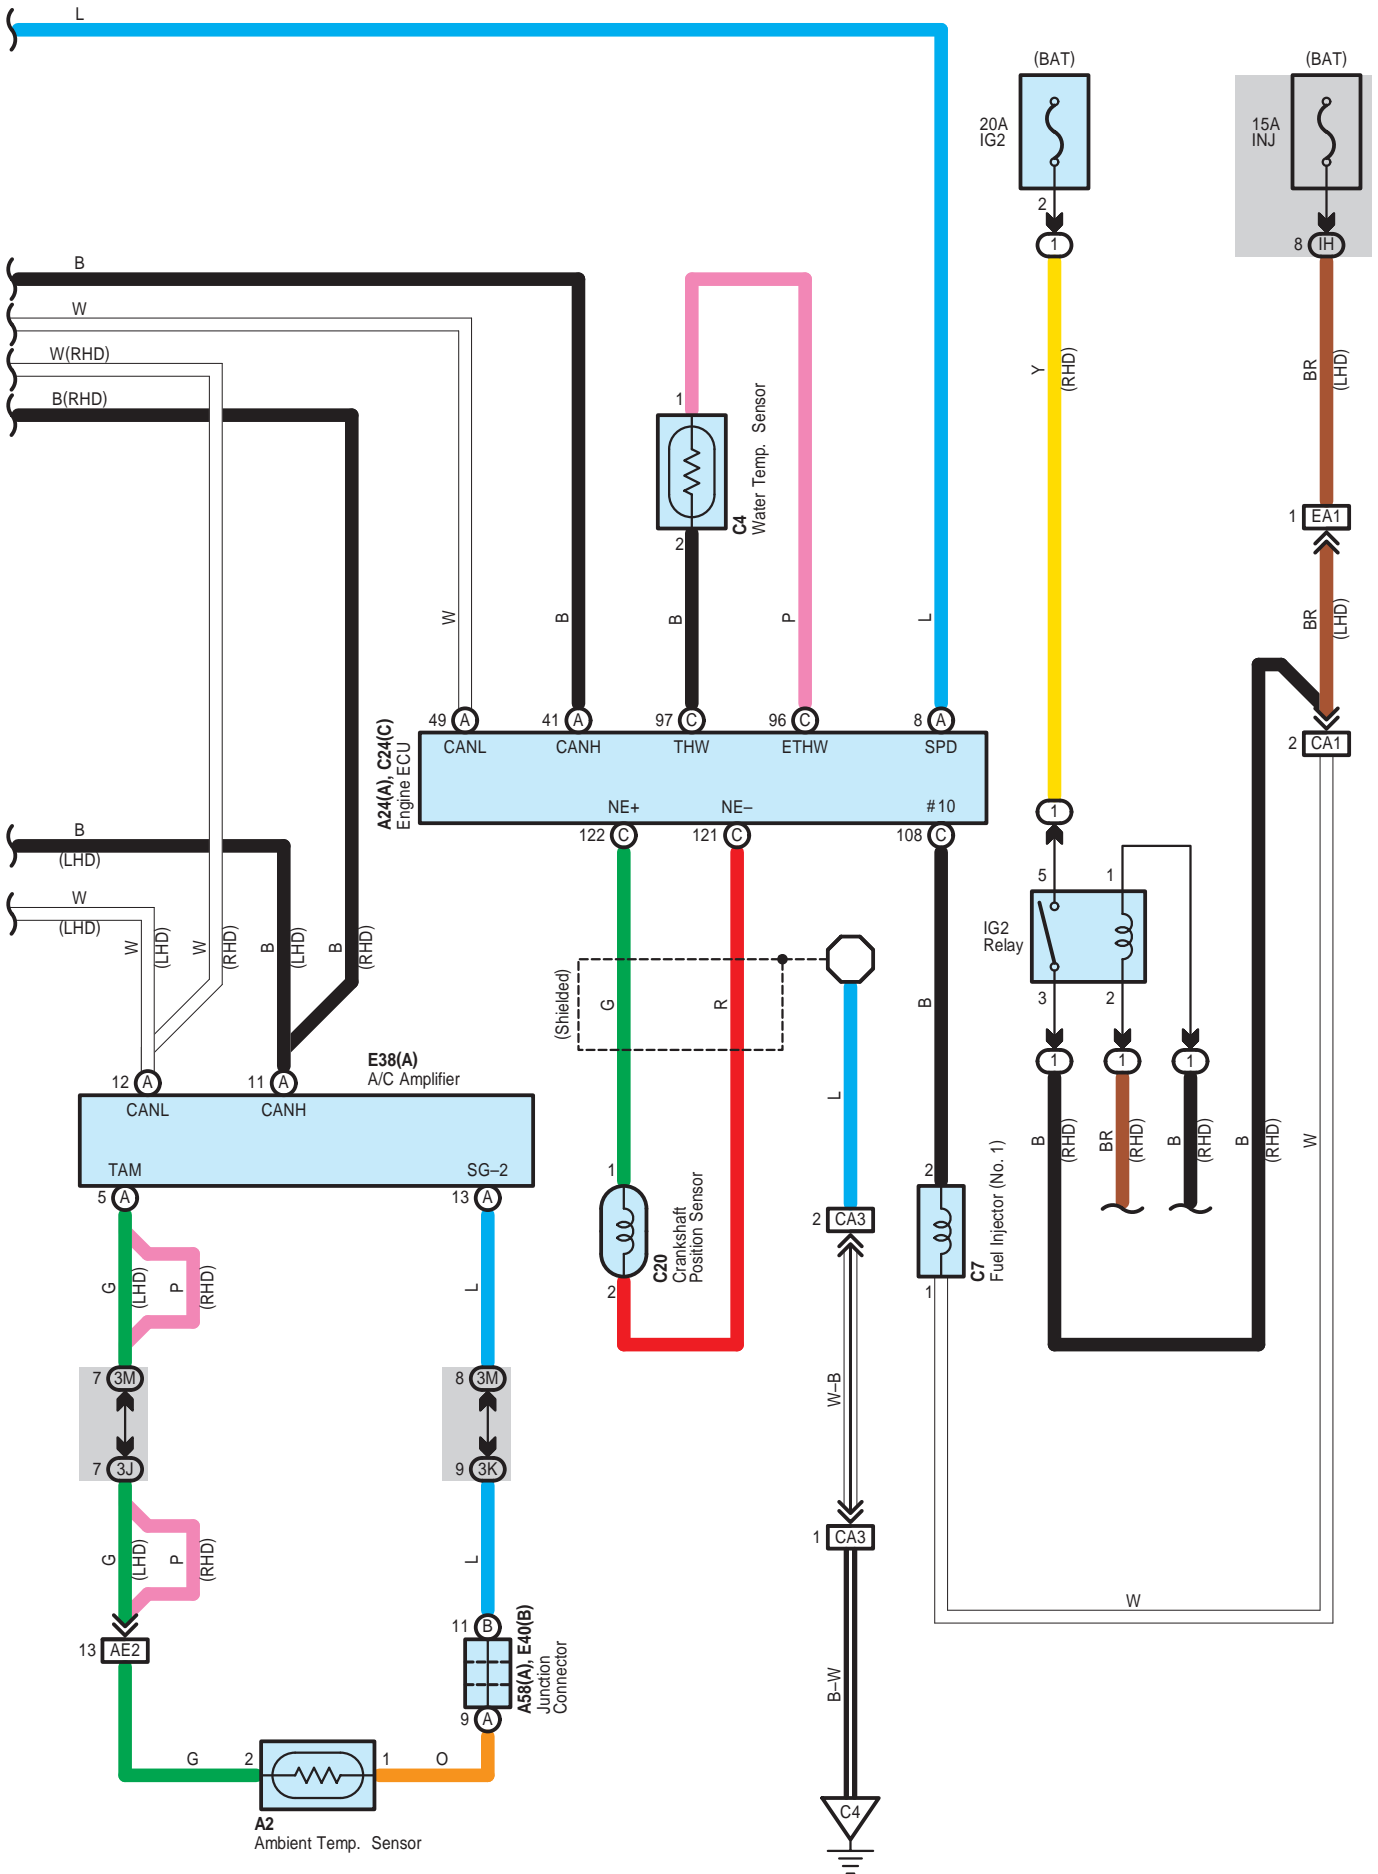 L
(BAT)
(BAT)
20A
IG2
15A
INJ
2
1
8
IH
B
W
W(RHD)
B(RHD)
Y
(RHD)
BR
(LHD)
1
C4
Water Temp. Sensor
2
1
EA1
W
B
B
P
L
BR
(LHD)
49
A
41
A
97
C
96
C
8
A
A24(A), C24(C)
Engine ECU
CANL
CANH
THW
ETHW
SPD
2
CA1
NE+
NE–
#10
122
C
121
C
108
C
1
B
(LHD)
W
(LHD)
5
1
IG2
Relay
3
2
W
(LHD)
W
(RHD)
B
(LHD)
B
(RHD)
(Shielded)
G
R
B
1
1
1
E38(A)
A/C Amplifier
12
A
11
A
CANL
CANH
L
B
(RHD)
BR
(RHD)
B
(RHD)
B
(RHD)
W
TAM
SG–2
5
A
13
A
1
C20
Crankshaft
Position Sensor
2
2
CA3
2
C7
Fuel Injector (No. 1)
1
G
(LHD)
P
(RHD)
L
7
3M
8
3M
W–B
7
3J
9
3K
G
(LHD)
P
(RHD)
L
1
CA3
13
AE2
11
B
A58(A), E40(B)
Junction
Connector
9
A
W
B–W
G
2
1
O
A2
Ambient Temp. Sensor
C4